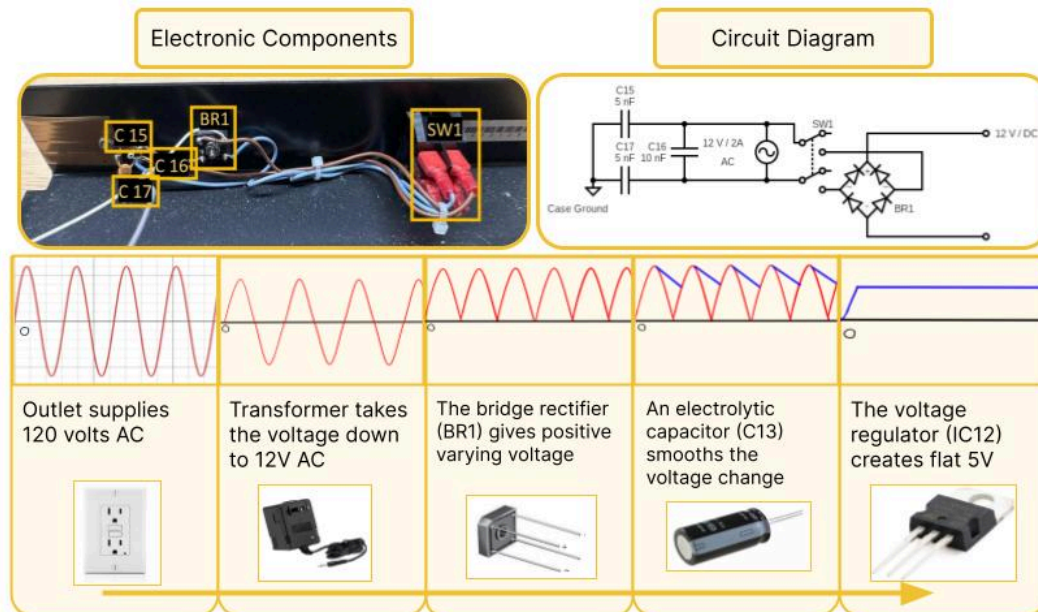 Electronic Components
Circuit Diagram
C 15
BR1
C 16
C 17
SW1
C15
5 nF
C17
5 nF
C16
10 nF
12 V / 2A
AC
SW1
12 V / DC
BR1
Case Ground
Outlet supplies
120 volts AC
Transformer takes
the voltage down
to 12V AC
The bridge rectifier
(BR1) gives positive
varying voltage
An electrolytic
capacitor (C13)
smooths the
voltage change
The voltage
regulator (IC12)
creates flat 5V